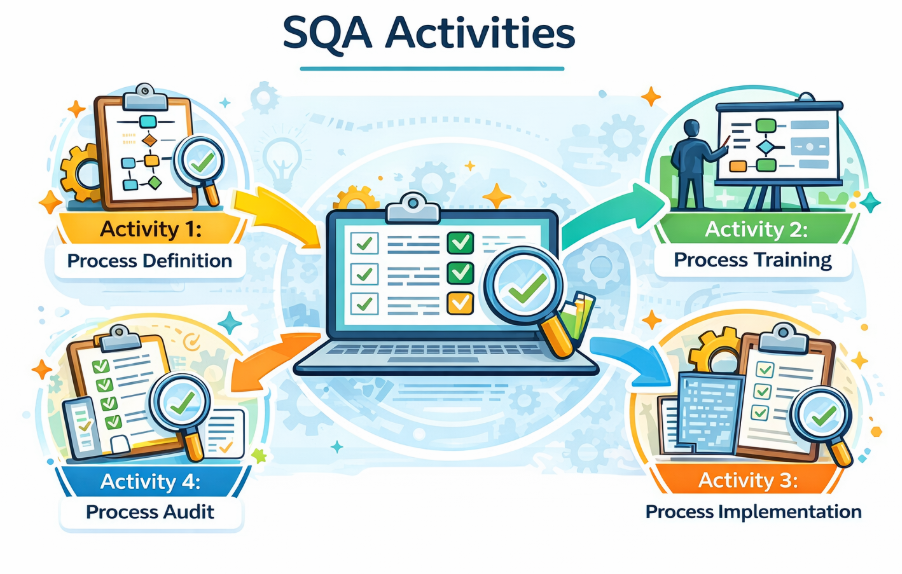 SQA Activities
Activity 1:
Process Definition
Activity 2:
Process Training
Activity 3:
Process Implementation
Activity 4:
Process Audit